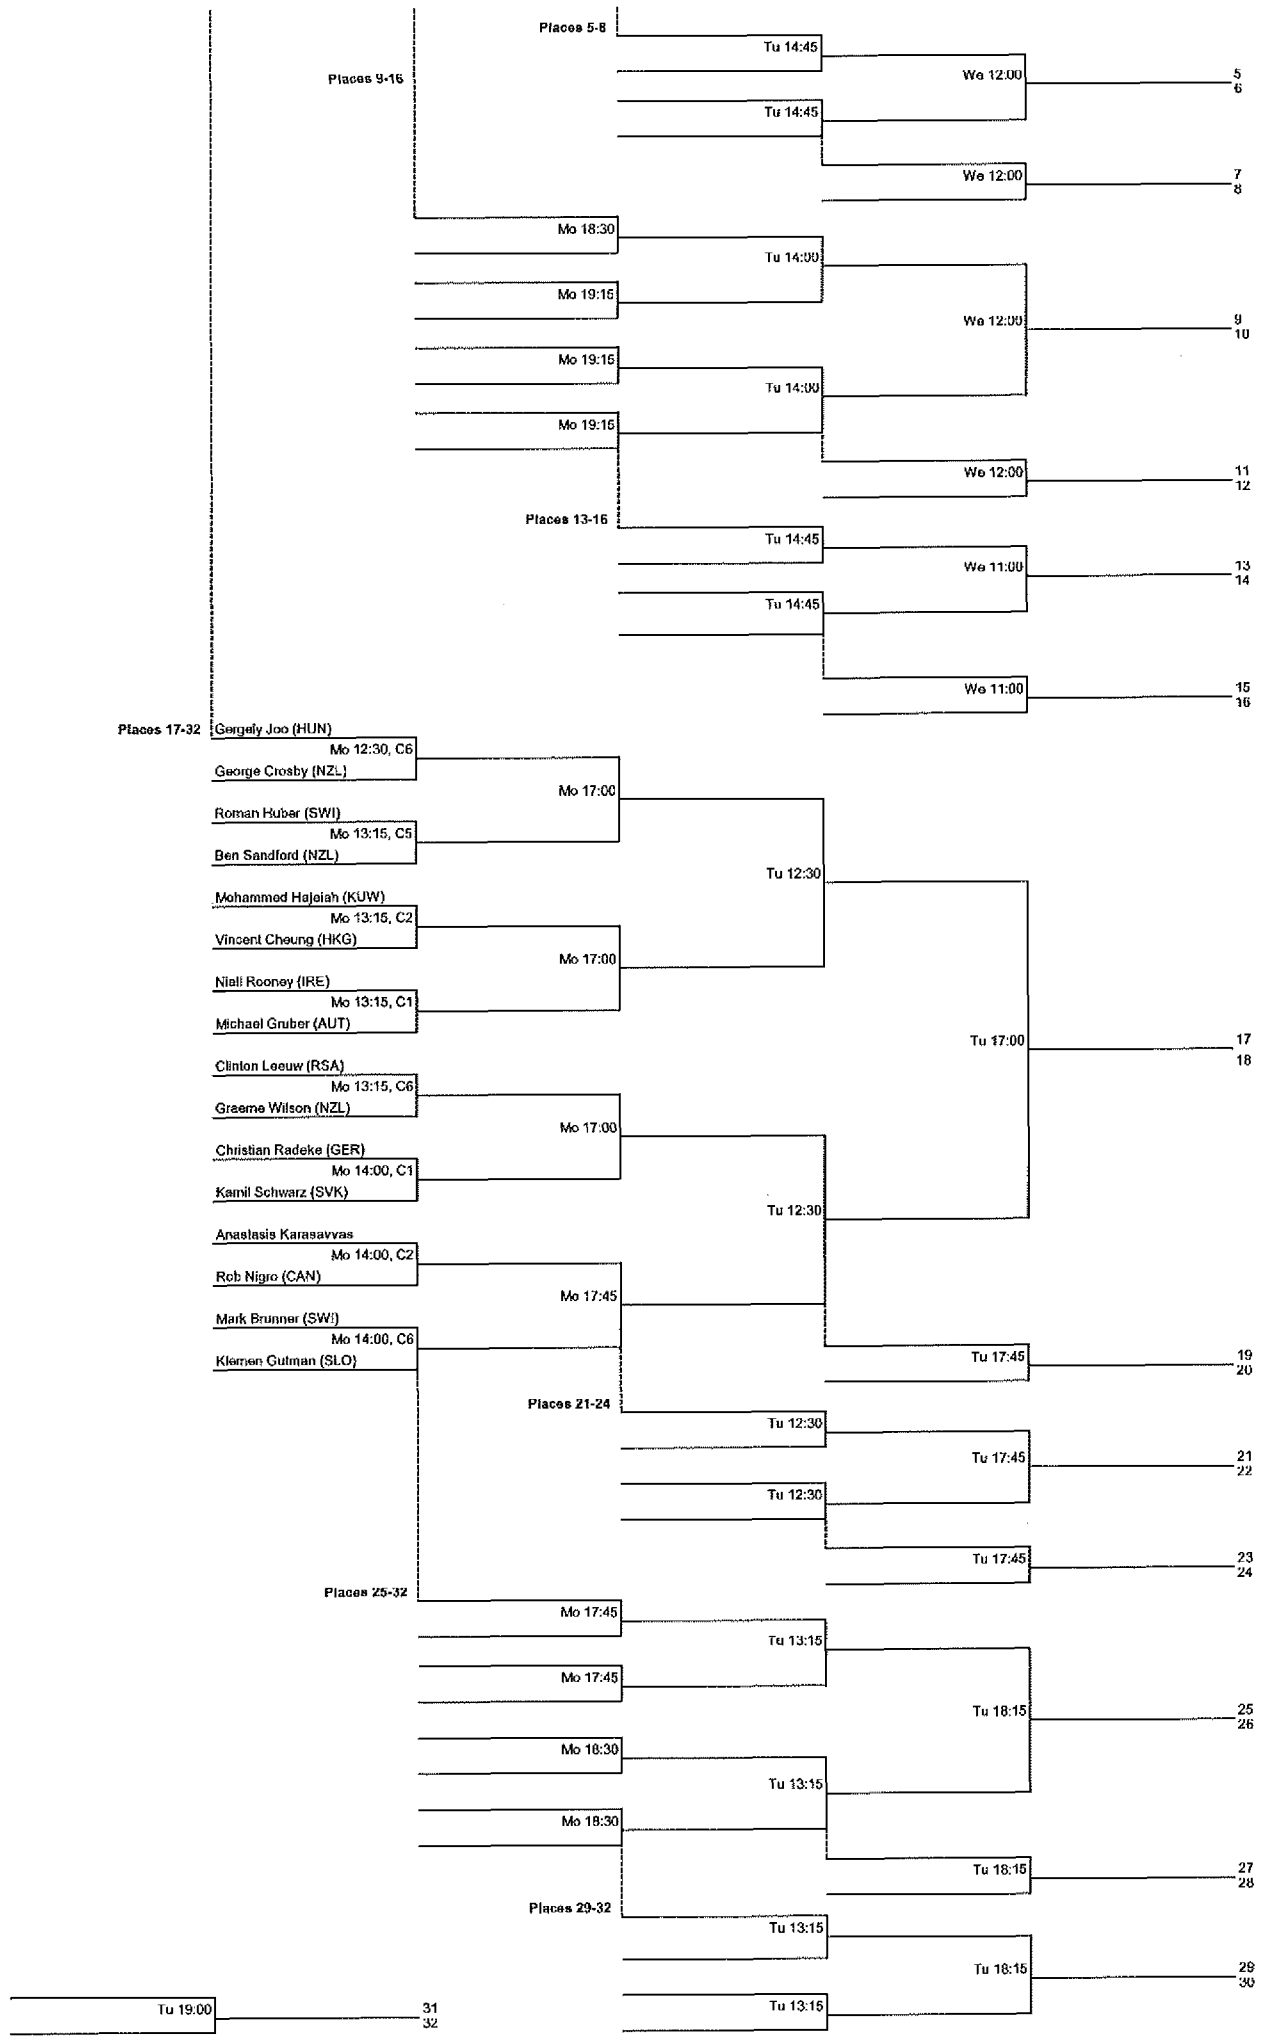 Places 5-8
Tu 14:45
We 12:00
5
6
Places 9-16
Tu 14:45
We 12:00
7
8
Mo 18:30
Tu 14:00
Mo 19:15
We 12:00
9
10
Mo 19:15
Tu 14:00
Mo 19:15
We 12:00
11
12
Places 13-16
Tu 14:45
We 11:00
13
14
Tu 14:45
We 11:00
15
16
Places 17-32
Gergely Joo (HUN)
Mo 12:30, C6
George Crosby (NZL)
Mo 17:00
Roman Huber (SWI)
Mo 13:15, C5
Ben Sandford (NZL)
Tu 12:30
Mohammed Hajeiah (KUW)
Mo 13:15, C2
Vincent Cheung (HKG)
Mo 17:00
Niall Rooney (IRE)
Mo 13:15, C1
Michael Gruber (AUT)
Tu 17:00
17
18
Clinton Leeuw (RSA)
Mo 13:15, C6
Graeme Wilson (NZL)
Mo 17:00
Christian Radeke (GER)
Mo 14:00, C1
Kamil Schwarz (SVK)
Tu 12:30
Anastasis Karasavvas
Mo 14:00, C2
Rob Nigro (CAN)
Mo 17:45
Mark Brunner (SWI)
Mo 14:00, C6
Klemen Gutman (SLO)
Tu 17:45
19
20
Places 21-24
Tu 12:30
Tu 17:45
21
22
Tu 12:30
Tu 17:45
23
24
Places 25-32
Mo 17:45
Tu 13:15
Mo 17:45
Tu 18:15
25
26
Mo 18:30
Tu 13:15
Mo 18:30
Tu 18:15
27
28
Places 29-32
Tu 13:15
Tu 18:15
29
30
Tu 13:15
Tu 19:00
31
32